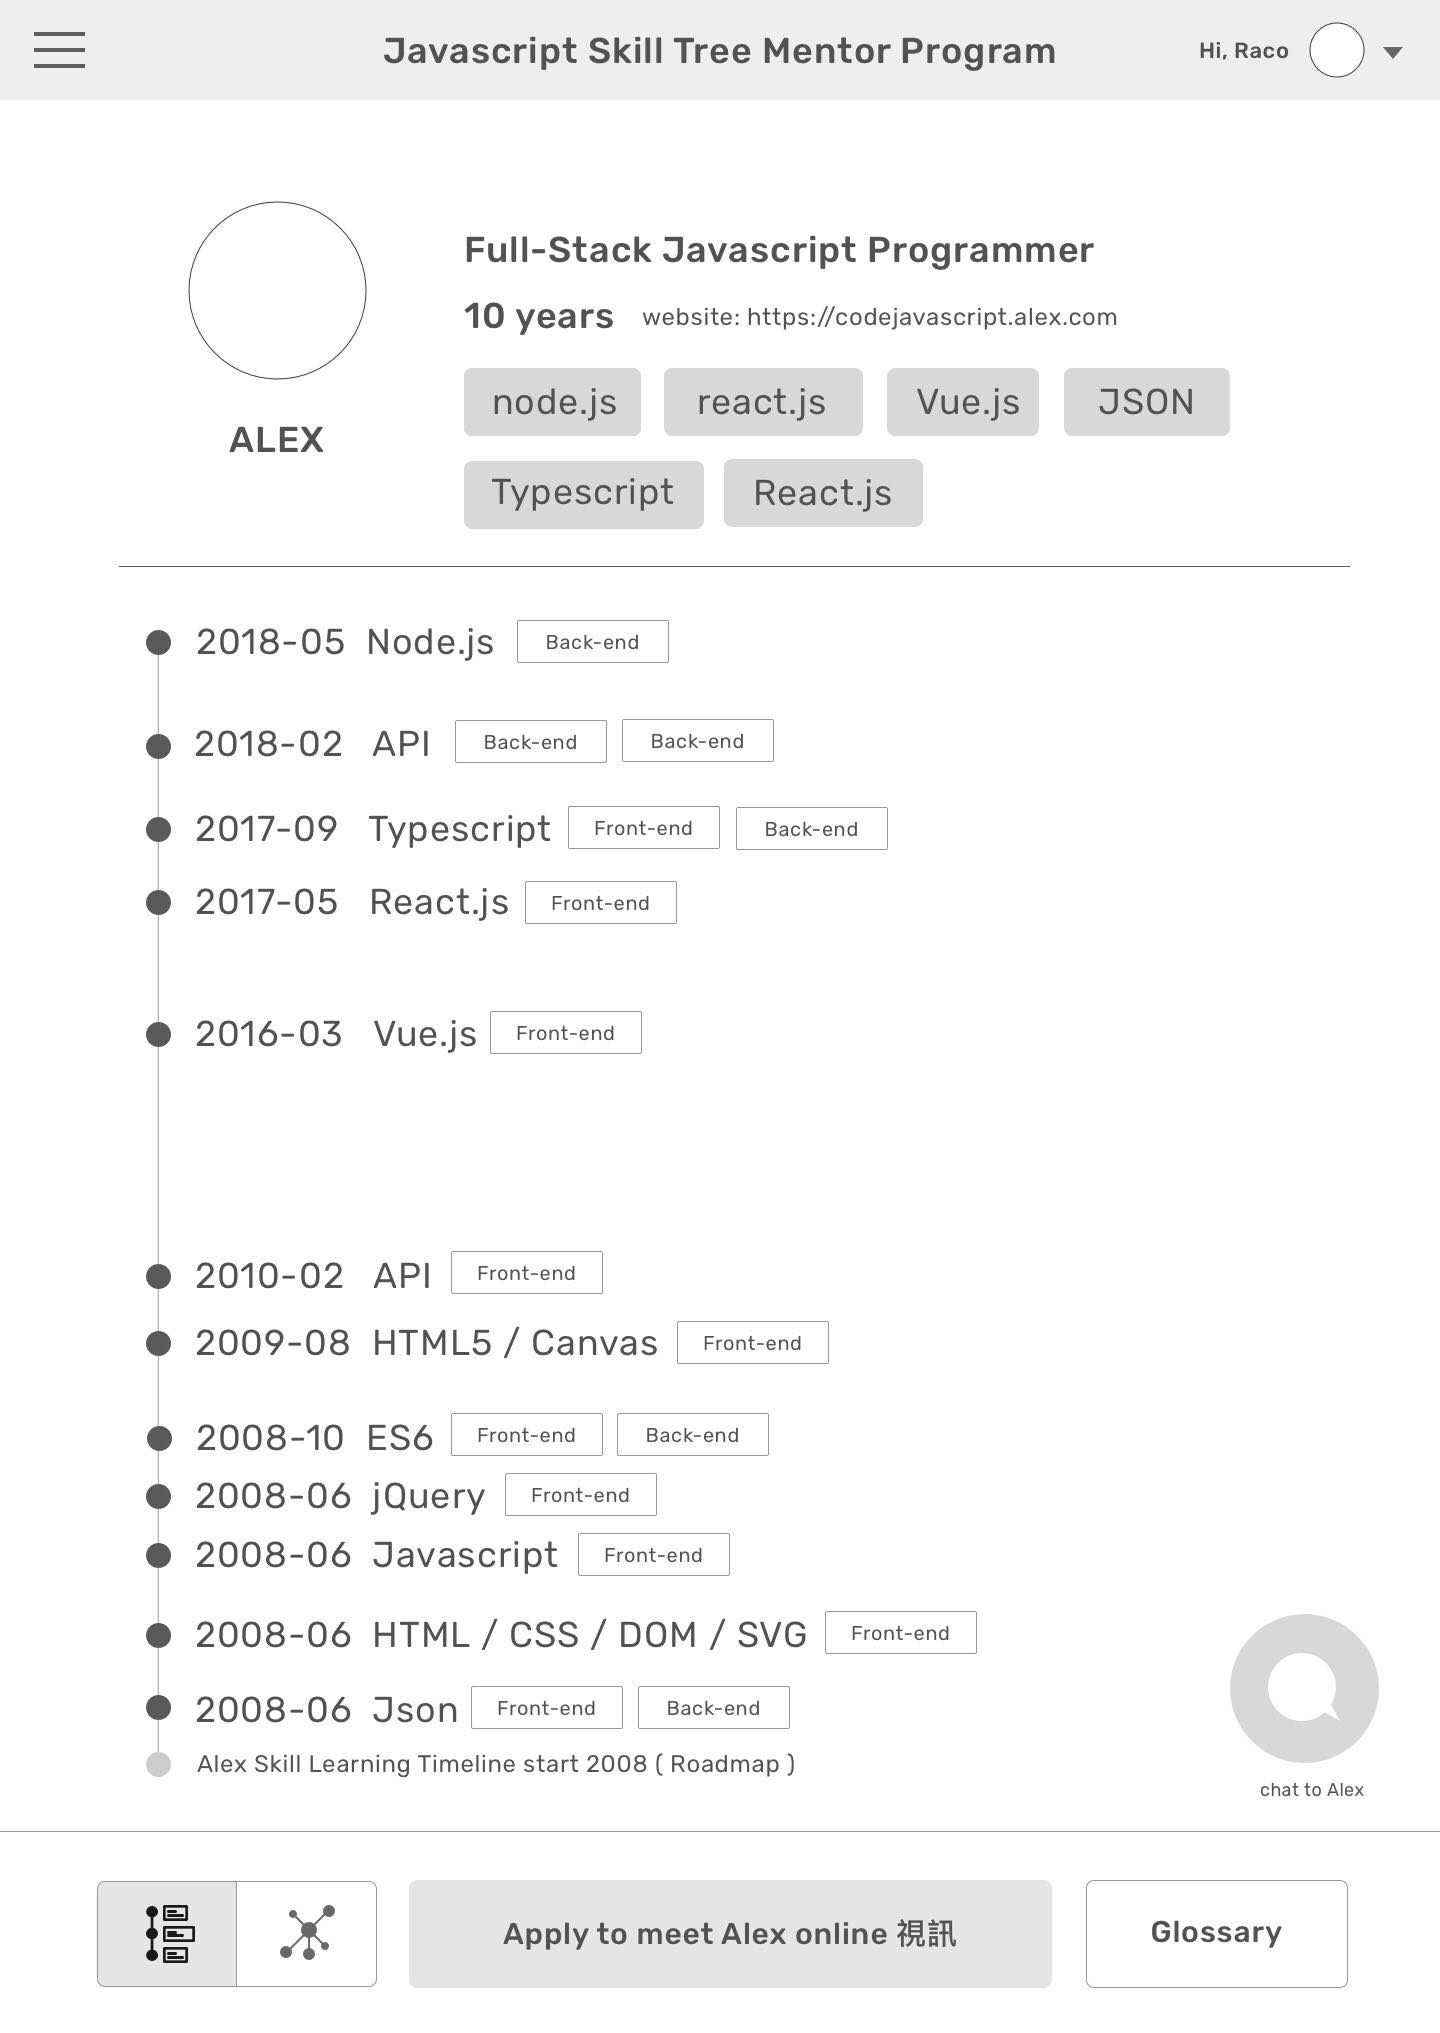 Javascript Skill Tree Mentor Program
Hi, Raco
Full-Stack Javascript Programmer
10 years website: https://codejavascript.alex.com
node.js react.js Vue.js JSON
ALEX
Typescript React.js
2018-05 Node.js Back-end
2018-02 API Back-end Back-end
2017-09 Typescript Front-end Back-end
2017-05 React.js Front-end
2016-03 Vue.js Front-end
2010-02 API Front-end
2009-08 HTML5 / Canvas Front-end
2008-10 ES6 Front-end Back-end
2008-06 jQuery Front-end
2008-06 Javascript Front-end
2008-06 HTML / CSS / DOM / SVG Front-end
2008-06 Json Front-end Back-end
Alex Skill Learning Timeline start 2008 ( Roadmap )
chat to Alex
Apply to meet Alex online 視訊
Glossary